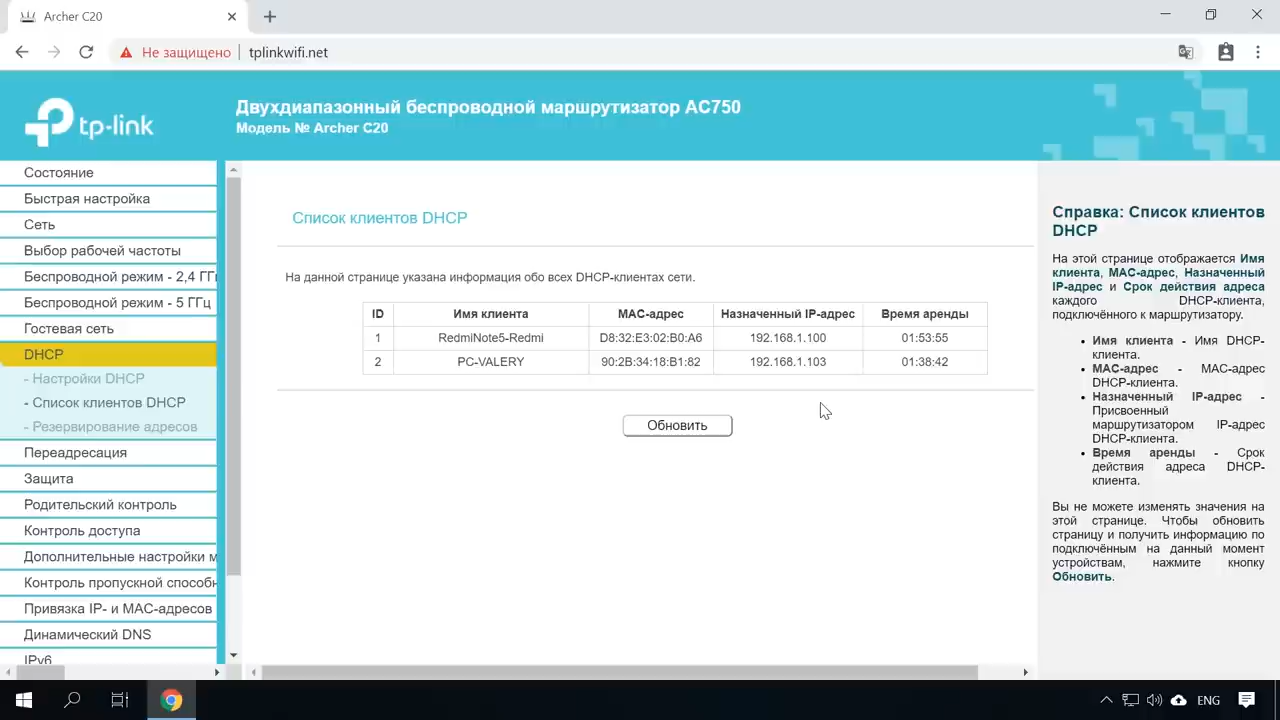 Archer C20
Не защищено
tplinkwifi.net
tp-link
Двухдиапазонный беспроводной маршрутизатор AC750
Модель № Archer C20
Состояние
Быстрая настройка
Сеть
Выбор рабочей частоты
Беспроводной режим - 2,4 ГГц
Беспроводной режим - 5 ГГц
Гостевая сеть
DHCP
- Настройки DHCP
- Список клиентов DHCP
- Резервирование адресов
Переадресация
Защита
Родительский контроль
Контроль доступа
Дополнительные настройки м
Контроль пропускной способн
Привязка IP- и MAC-адресов
Динамический DNS
IPv6
Список клиентов DHCP
На данной странице указана информация обо всех DHCP-клиентах сети.
ID Имя клиента MAC-адрес Назначенный IP-адрес Время аренды
1 RedmiNote5-Redmi D8:32:E3:02:B0:A6 192.168.1.100 01:53:55
2 PC-VALERY 90:2B:34:18:B1:82 192.168.1.103 01:38:42
Обновить
Справка: Список клиентов
DHCP
На этой странице отображается Имя
клиента, MAC-адрес, Назначенный
IP-адрес и Срок действия адреса
каждого DHCP-клиента,
подключённого к маршрутизатору.
• Имя клиента - Имя DHCP-
клиента.
• MAC-адрес - MAC-адрес
DHCP-клиента.
• Назначенный IP-адрес -
Присвоенный
маршрутизатором IP-адрес
DHCP-клиента.
• Время аренды - Срок
действия адреса DHCP-
клиента.
Вы не можете изменять значения на
этой странице. Чтобы обновить
страницу и получить информацию по
подключённым на данный момент
устройствам, нажмите кнопку
Обновить.
ENG